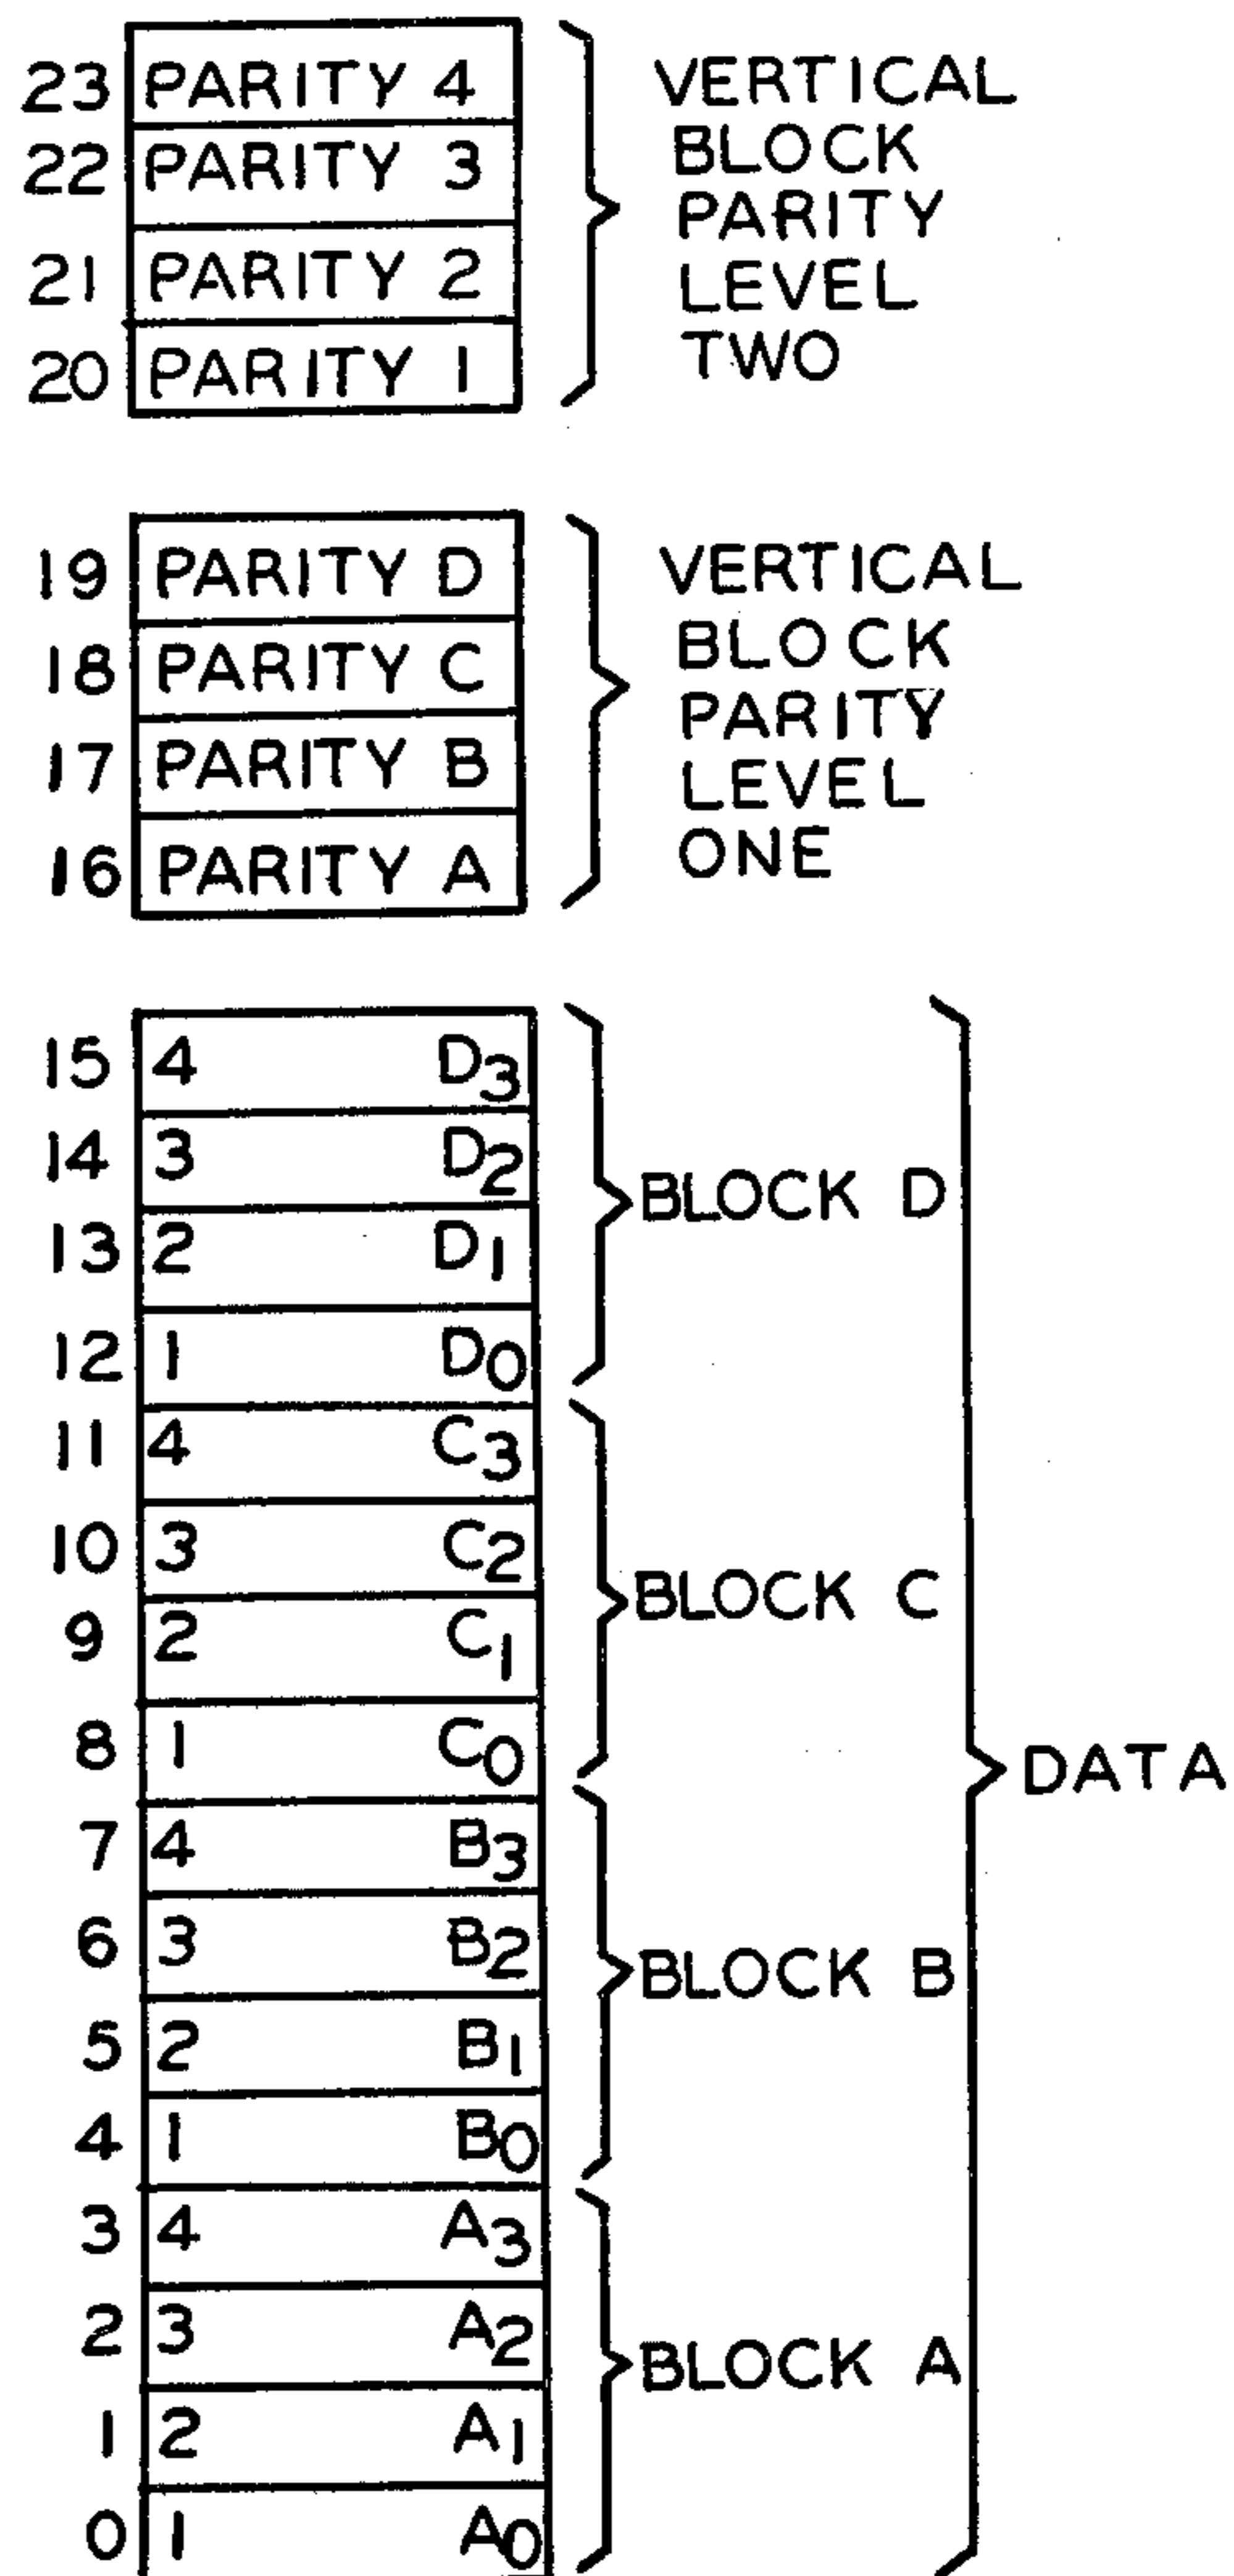 23 PARITY 4
22 PARITY 3
21 PARITY 2
20 PARITY 1
VERTICAL
BLOCK
PARITY
LEVEL
TWO
19 PARITY D
18 PARITY C
17 PARITY B
16 PARITY A
VERTICAL
BLOCK
PARITY
LEVEL
ONE
15 4 D3
14 3 D2
13 2 D1
12 1 D0
BLOCK D
11 4 C3
10 3 C2
9 2 C1
8 1 C0
BLOCK C
7 4 B3
6 3 B2
5 2 B1
4 1 B0
BLOCK B
3 4 A3
2 3 A2
1 2 A1
0 1 A0
BLOCK A
DATA